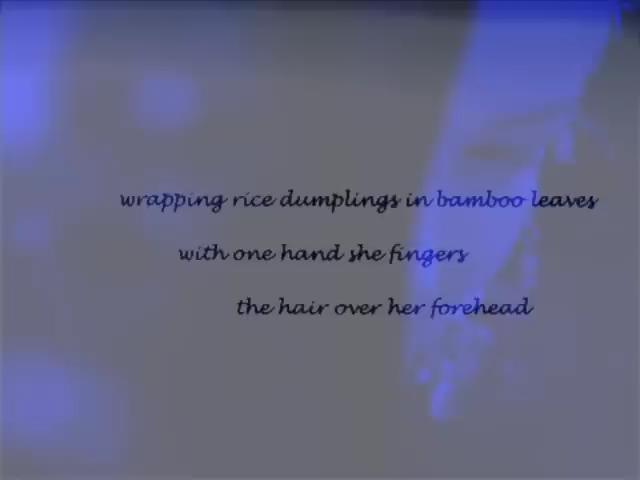 wrapping rice dumplings in bamboo leaves
with one hand she fingers
the hair over her forehead